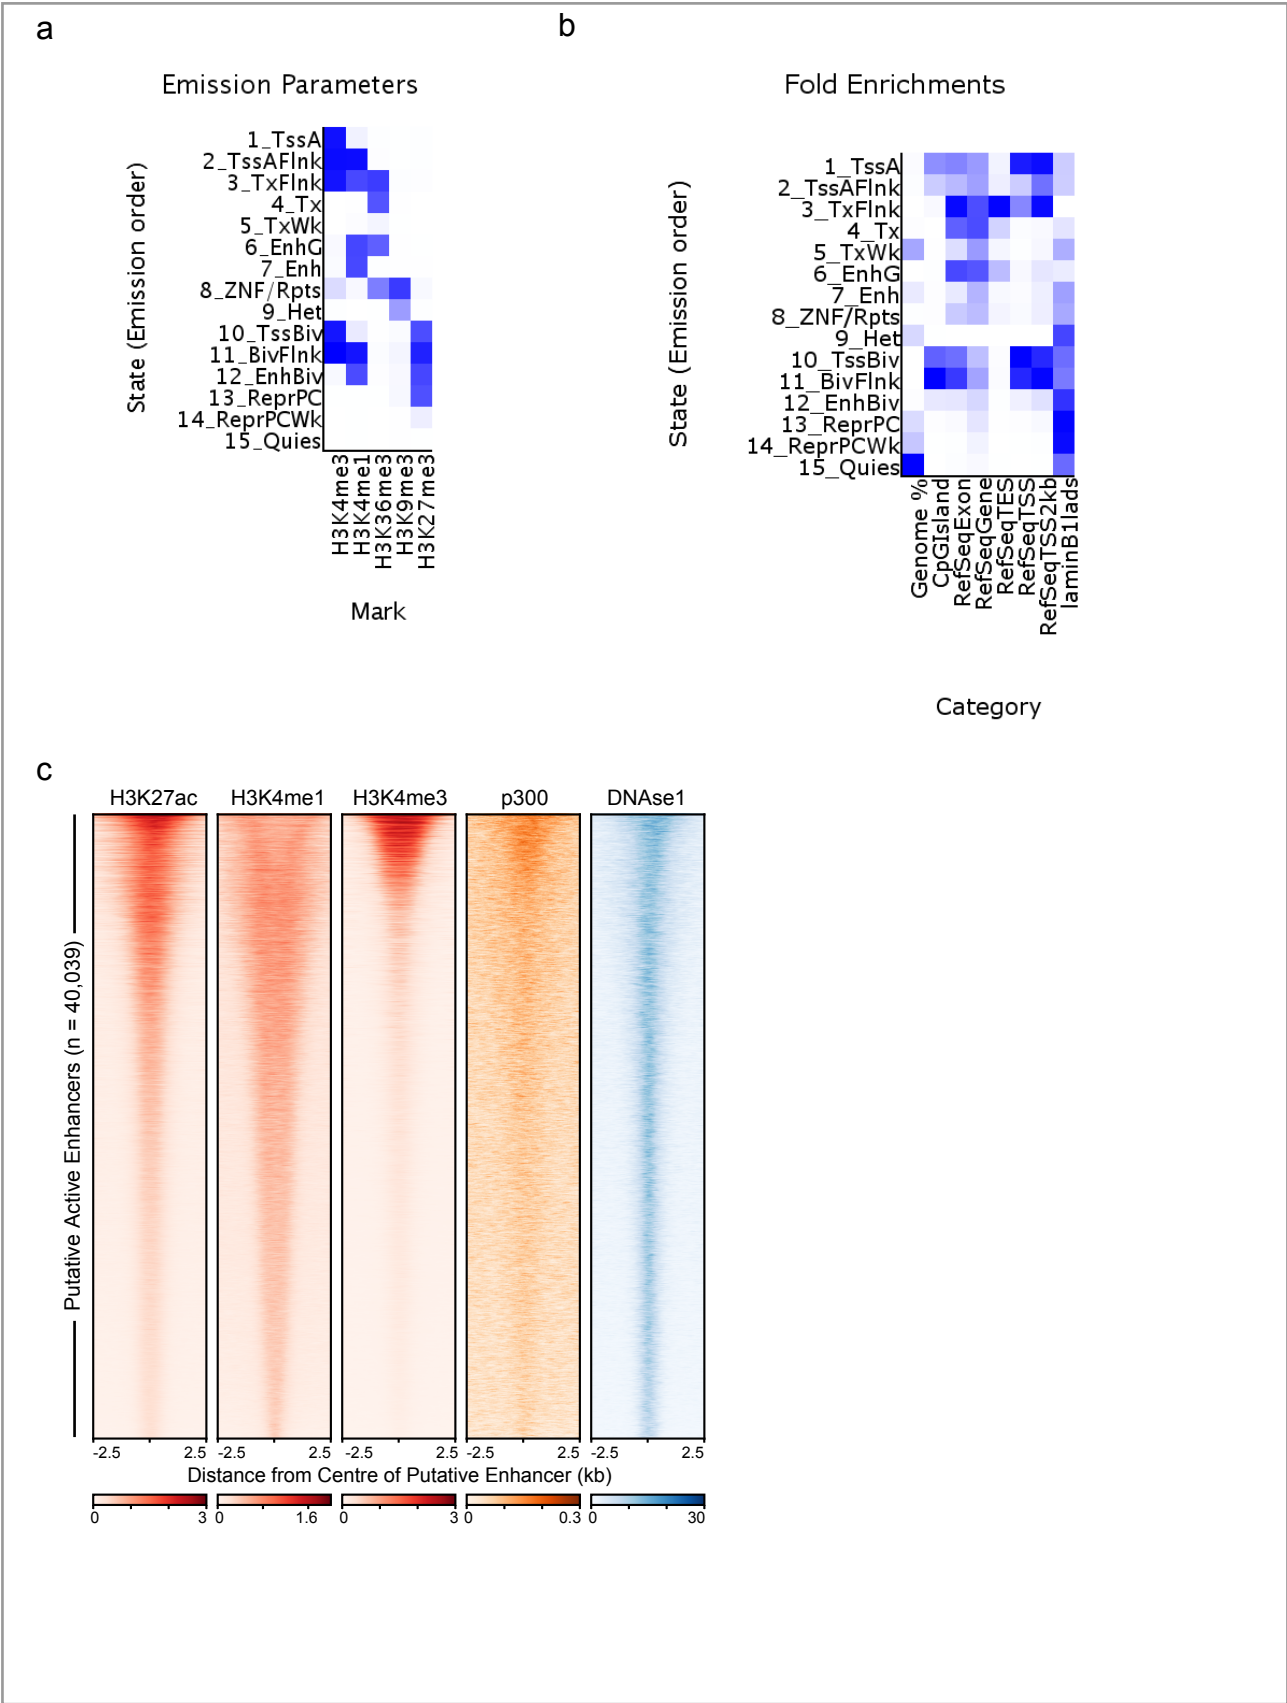 a
b
Emission Parameters
State (Emission order)
1_TssA
2_TssAFlnk
3_TxFlnk
4_Tx
5_TxWk
6_EnhG
7_Enh
8_ZNF/Rpts
9_Het
10_TssBiv
11_BivFlnk
12_EnhBiv
13_ReprPC
14_ReprPCWk
15_Quies
H3K4me3
H3K4me1
H3K36me3
H3K9me3
H3K27me3
Mark
Fold Enrichments
State (Emission order)
1_TssA
2_TssAFlnk
3_TxFlnk
4_Tx
5_TxWk
6_EnhG
7_Enh
8_ZNF/Rpts
9_Het
10_TssBiv
11_BivFlnk
12_EnhBiv
13_ReprPC
14_ReprPCWk
15_Quies
Genome %
CpGIsland
RefSeqExon
RefSeqGene
RefSeqTES
RefSeqTSS
RefSeqTSS2kb
laminB1lads
Category
c
H3K27ac H3K4me1 H3K4me3 p300 DNAse1
Putative Active Enhancers (n = 40,039)
-2.5 2.5 -2.5 2.5 -2.5 2.5 -2.5 2.5 -2.5 2.5
Distance from Centre of Putative Enhancer (kb)
0 3 0 1.6 0 3 0 0.3 0 30